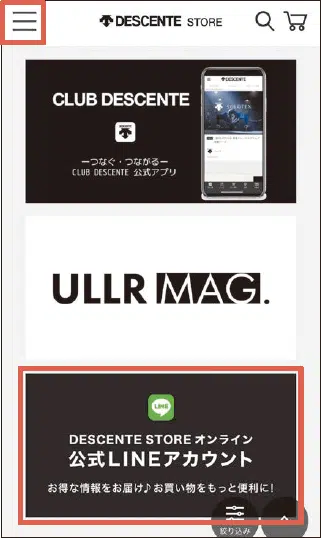 DESCENTE STORE
CLUB DESCENTE
ーつなぐ・つながるー
CLUB DESCENTE 公式アプリ
ULLR MAG.
LINE
DESCENTE STORE オンライン
公式LINEアカウント
お得な情報をお届け♪お買い物をもっと便利に!
絞り込み